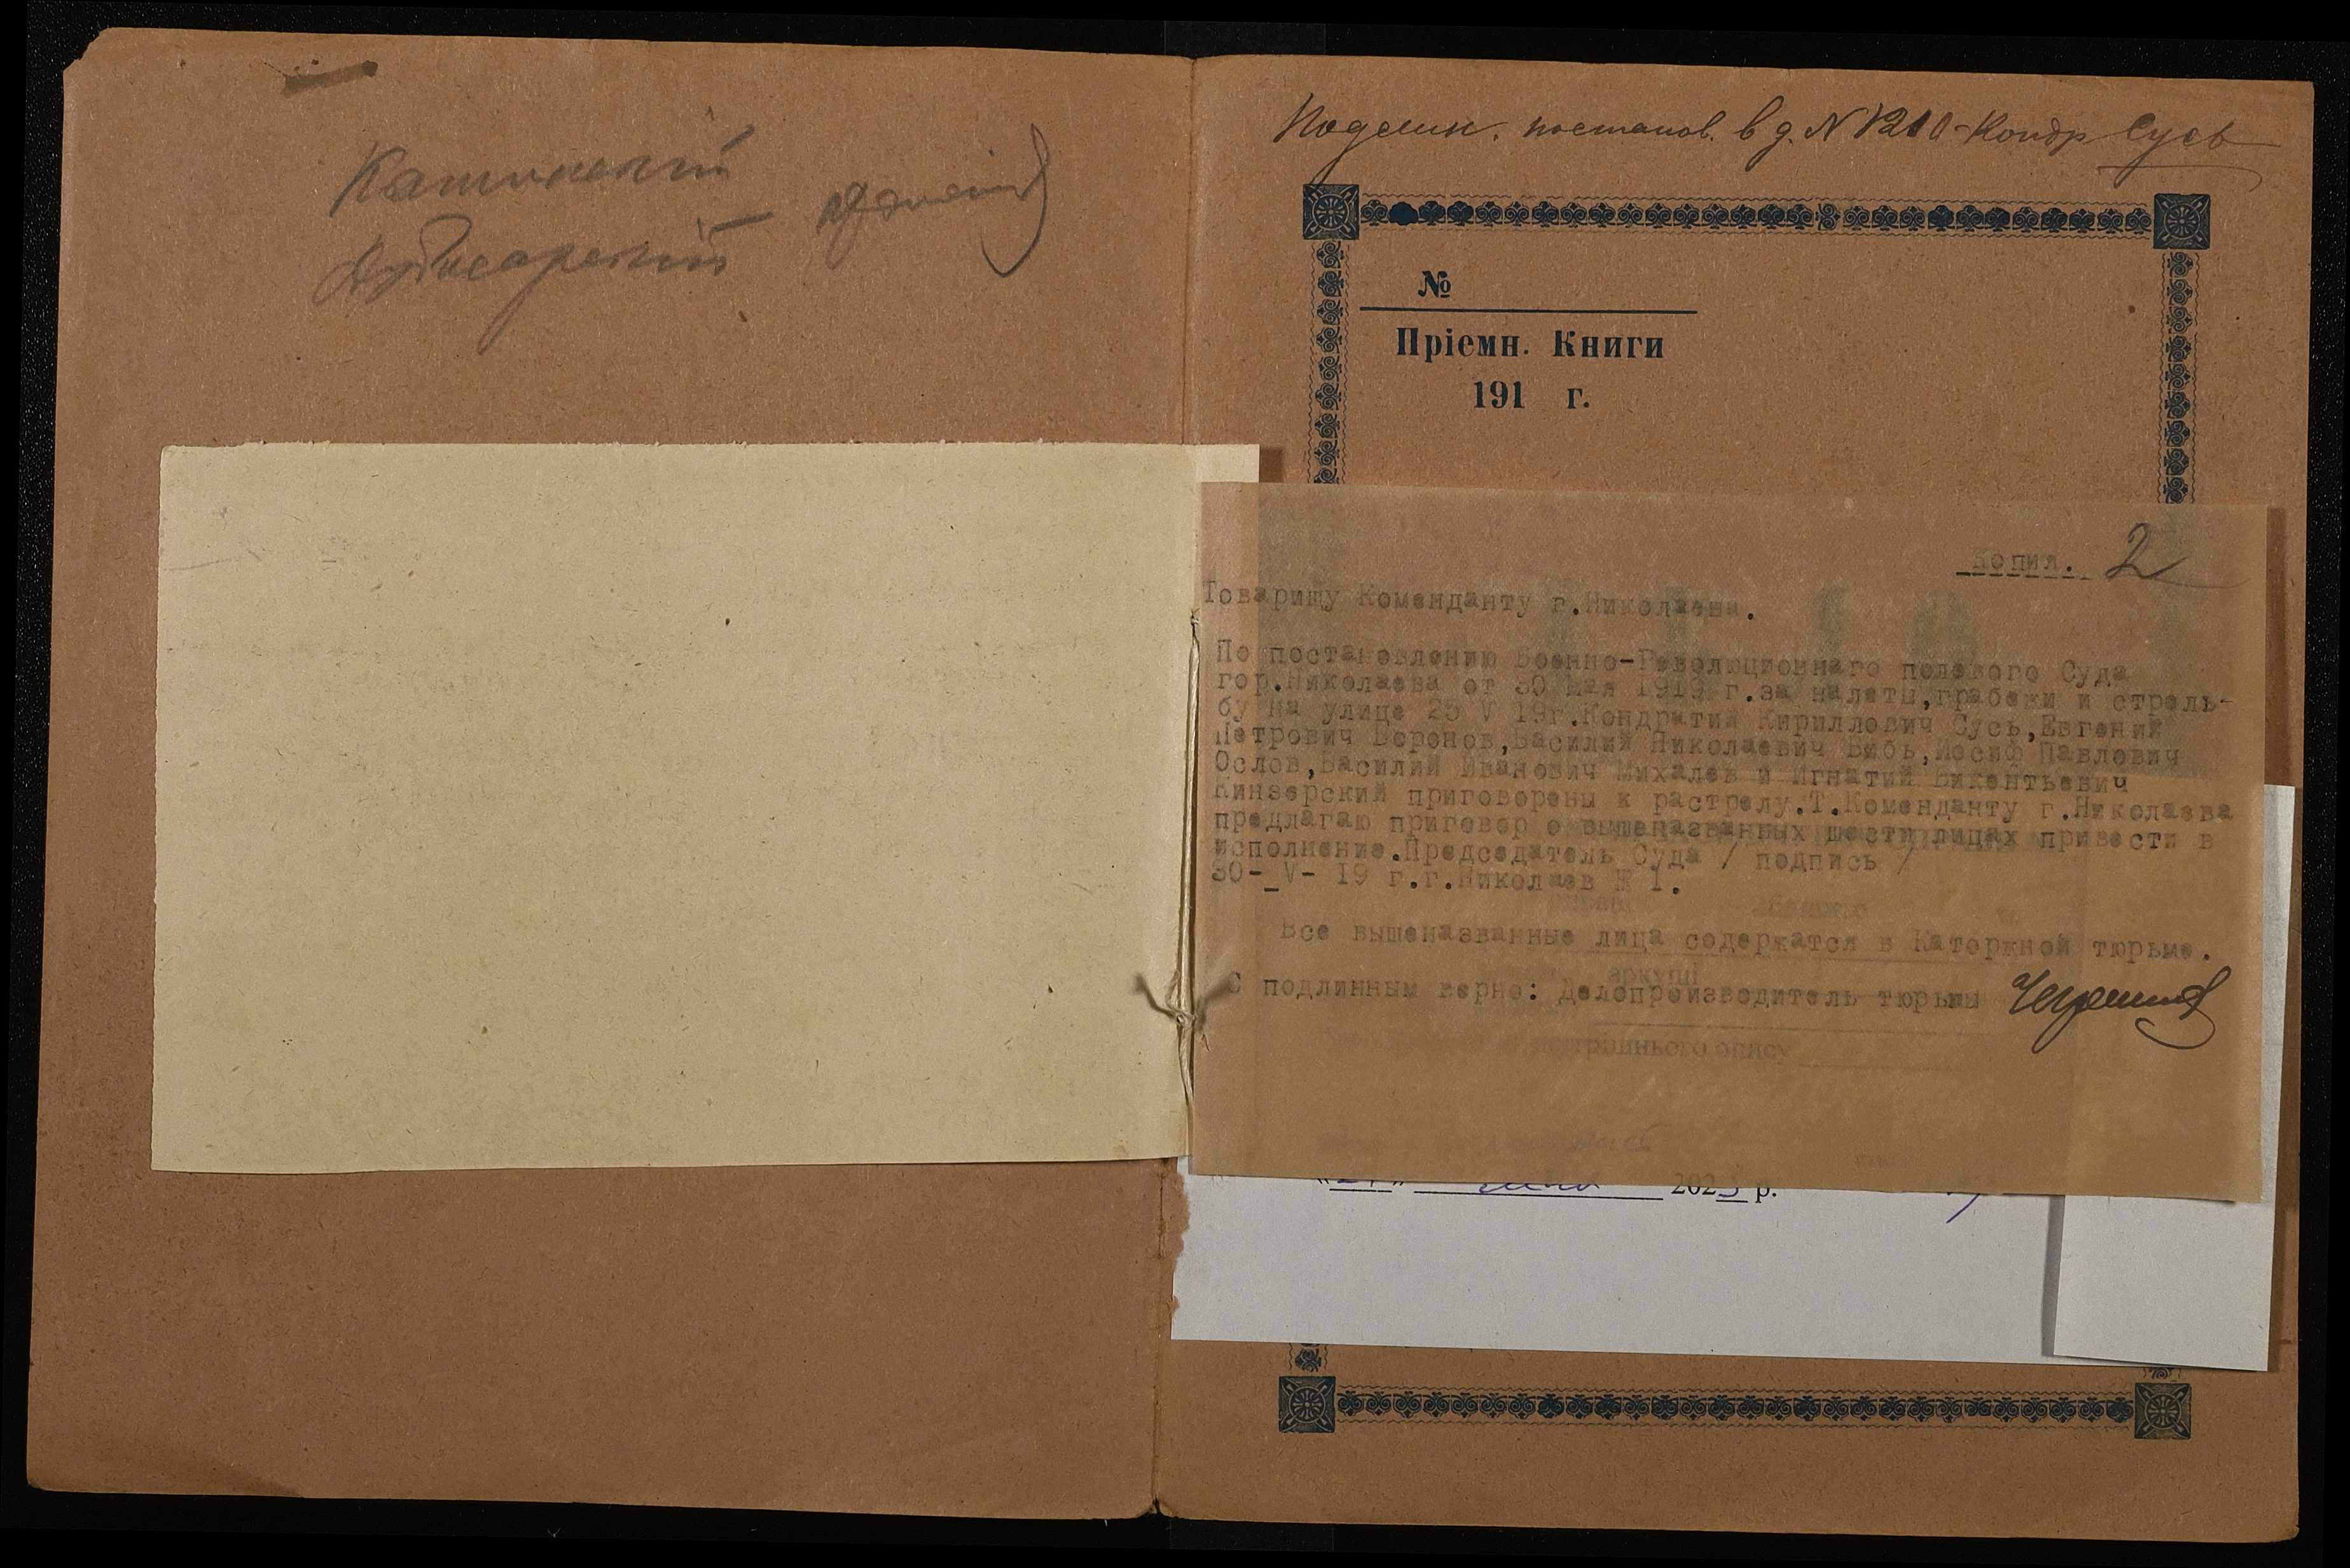 Подлин. постанов. в д. N 1210 - Кондр Сусь
№
Пріемн. Книги
191 г.
Копия. 2
Товарищу Коменданту г.Николаева.
По постановлению Военно-Революционнаго полевого Суда
гор.Николаева от 30 мая 1919 г.за налеты,грабежи и стрель-
бу на улице 25 V 19г.Кондратий Кириллович Сусь,Евгений
Петрович Воронов,Василий Николаевич Бибь,Иосиф Павлович
Ослов,Василий Иванович Михалев и Игнатий Викентьевич
Кинзерский приговорены к растрелу.Т.Коменданту г.Николаева
предлагаю приговор о вышеназванных шести лицах привести в
исполнение.Председатель Суда / подпись /
30-_V- 19 г.г.Николаев № 1.
Все вышеназванные лица содержатся в Каторжной тюрьме.
С подлинным верно: Делопроизводитель тюрьмы
аркуші
внутрішнього опису
202 р.